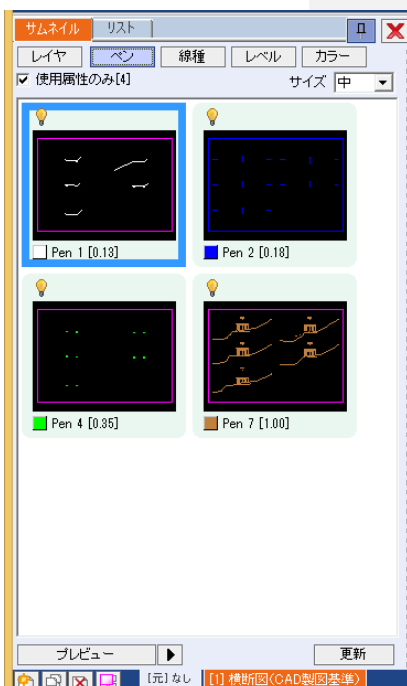 サムネイル リスト
レイヤ ペン 線種 レベル カラー
使用属性のみ[4] サイズ 中
Pen 1 [0.13] Pen 2 [0.18]
Pen 4 [0.35] Pen 7 [1.00]
プレビュー 更新
[元] なし [1] 横断図(CAD製図基準)